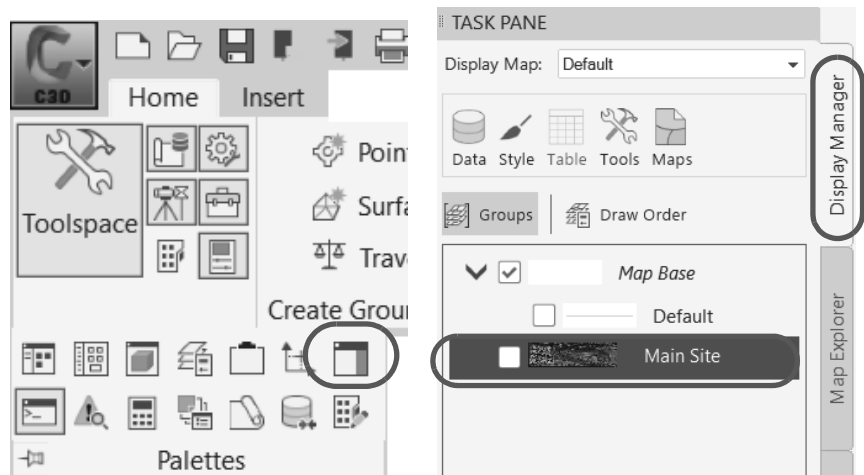 C3D
Home Insert
Toolspace
Poin
Surfa
Trav
Create Grour
Palettes
TASK PANE
Display Map: Default
Data Style Table Tools Maps
Groups Draw Order
Map Base
Default
Main Site
Display Manager
Map Explorer